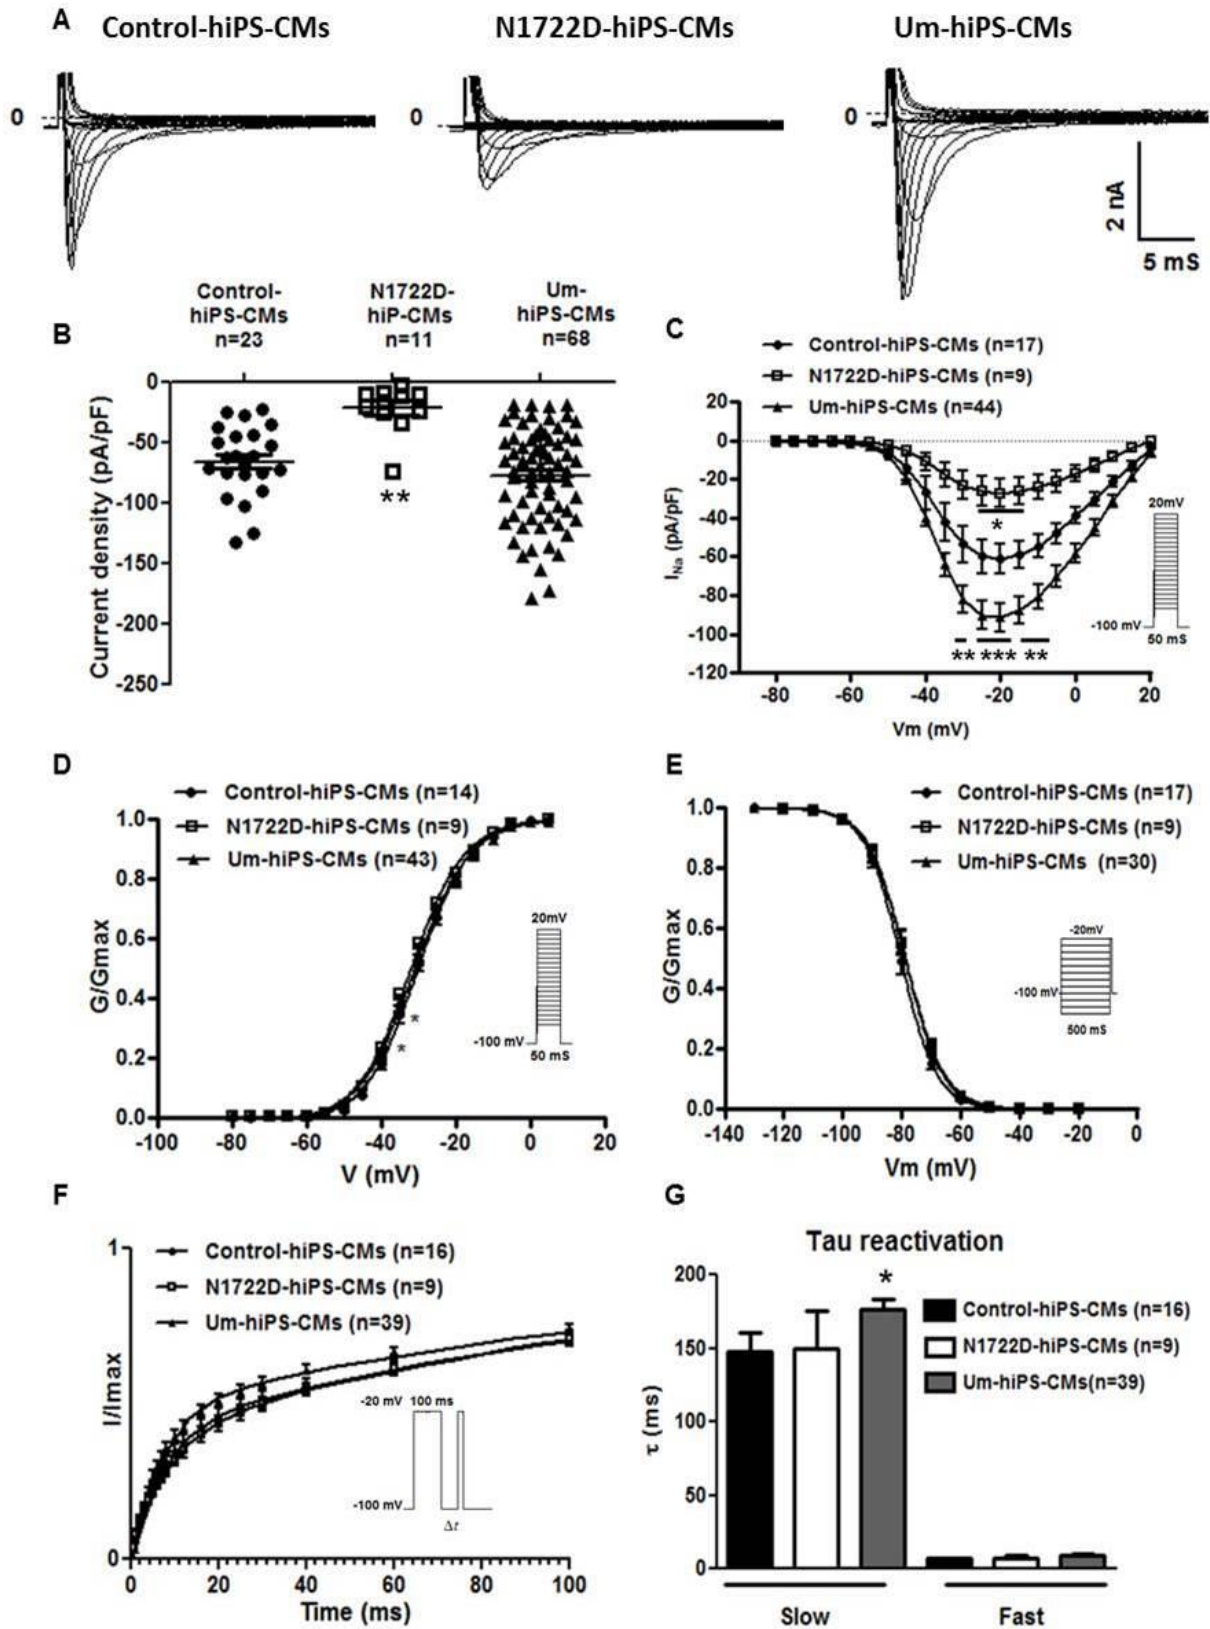 A
Control-hiPS-CMs
N1722D-hiPS-CMs
Um-hiPS-CMs
0
0
0
2 nA
5 mS
B
Control-
hiPS-CMs
n=23
N1722D-
hiP-CMs
n=11
Um-
hiPS-CMs
n=68
Current density (pA/pF)
0
-50
-100
-150
-200
-250
**
C
Control-hiPS-CMs (n=17)
N1722D-hiPS-CMs (n=9)
Um-hiPS-CMs (n=44)
I Na (pA/pF)
20
0
-20
-40
-60
-80
-100
-120
*
** *** **
20mV
-100 mV
50 mS
-80 -60 -40 -20 0 20
Vm (mV)
D
Control-hiPS-CMs (n=14)
N1722D-hiPS-CMs (n=9)
Um-hiPS-CMs (n=43)
G/Gmax
1.0
0.8
0.6
0.4
0.2
0.0
*
*
20mV
-100 mV
50 mS
-100 -80 -60 -40 -20 0 20
V (mV)
E
Control-hiPS-CMs (n=17)
N1722D-hiPS-CMs (n=9)
Um-hiPS-CMs (n=30)
G/Gmax
1.0
0.8
0.6
0.4
0.2
0.0
-20mV
-100 mV
500 mS
-140 -120 -100 -80 -60 -40 -20 0
Vm (mV)
F
Control-hiPS-CMs (n=16)
N1722D-hiPS-CMs (n=9)
Um-hiPS-CMs (n=39)
I/Imax
1
0
-20 mV 100 ms
-100 mV
Δt
0 20 40 60 80 100
Time (ms)
G
Tau reactivation
τ (ms)
200
150
100
50
0
*
Control-hiPS-CMs (n=16)
N1722D-hiPS-CMs (n=9)
Um-hiPS-CMs(n=39)
Slow
Fast